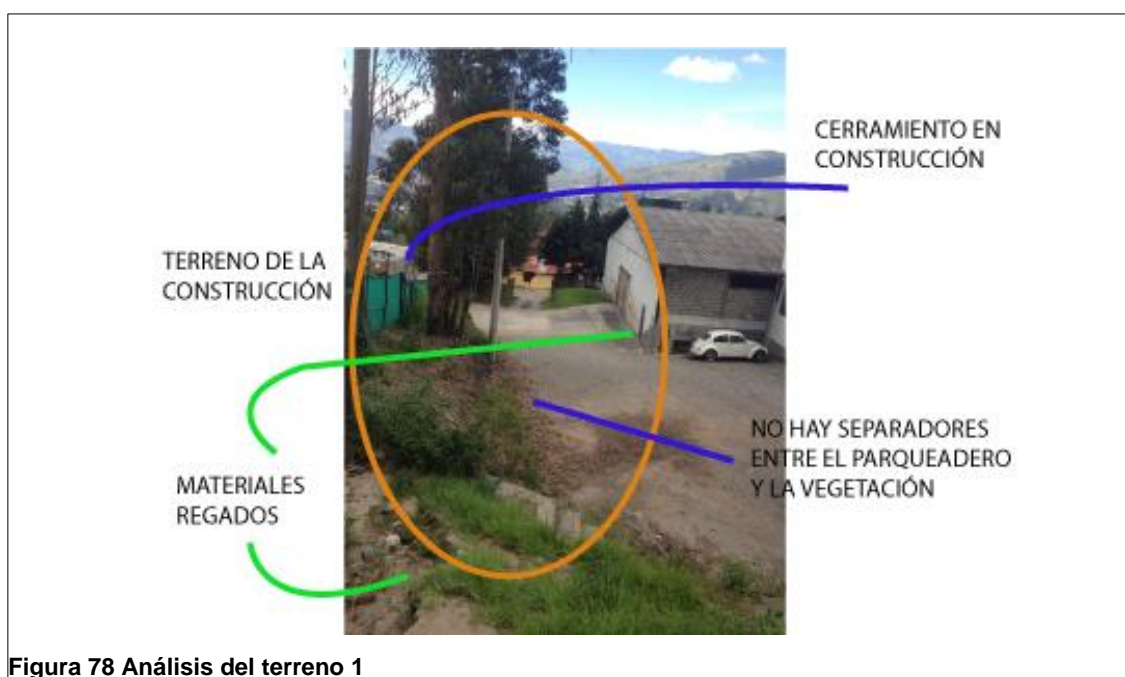 CERRAMIENTO EN
CONSTRUCCIÓN
TERRENO DE LA
CONSTRUCCIÓN
NO HAY SEPARADORES
ENTRE EL PARQUEADERO
Y LA VEGETACIÓN
MATERIALES
REGADOS
Figura 78 Análisis del terreno 1